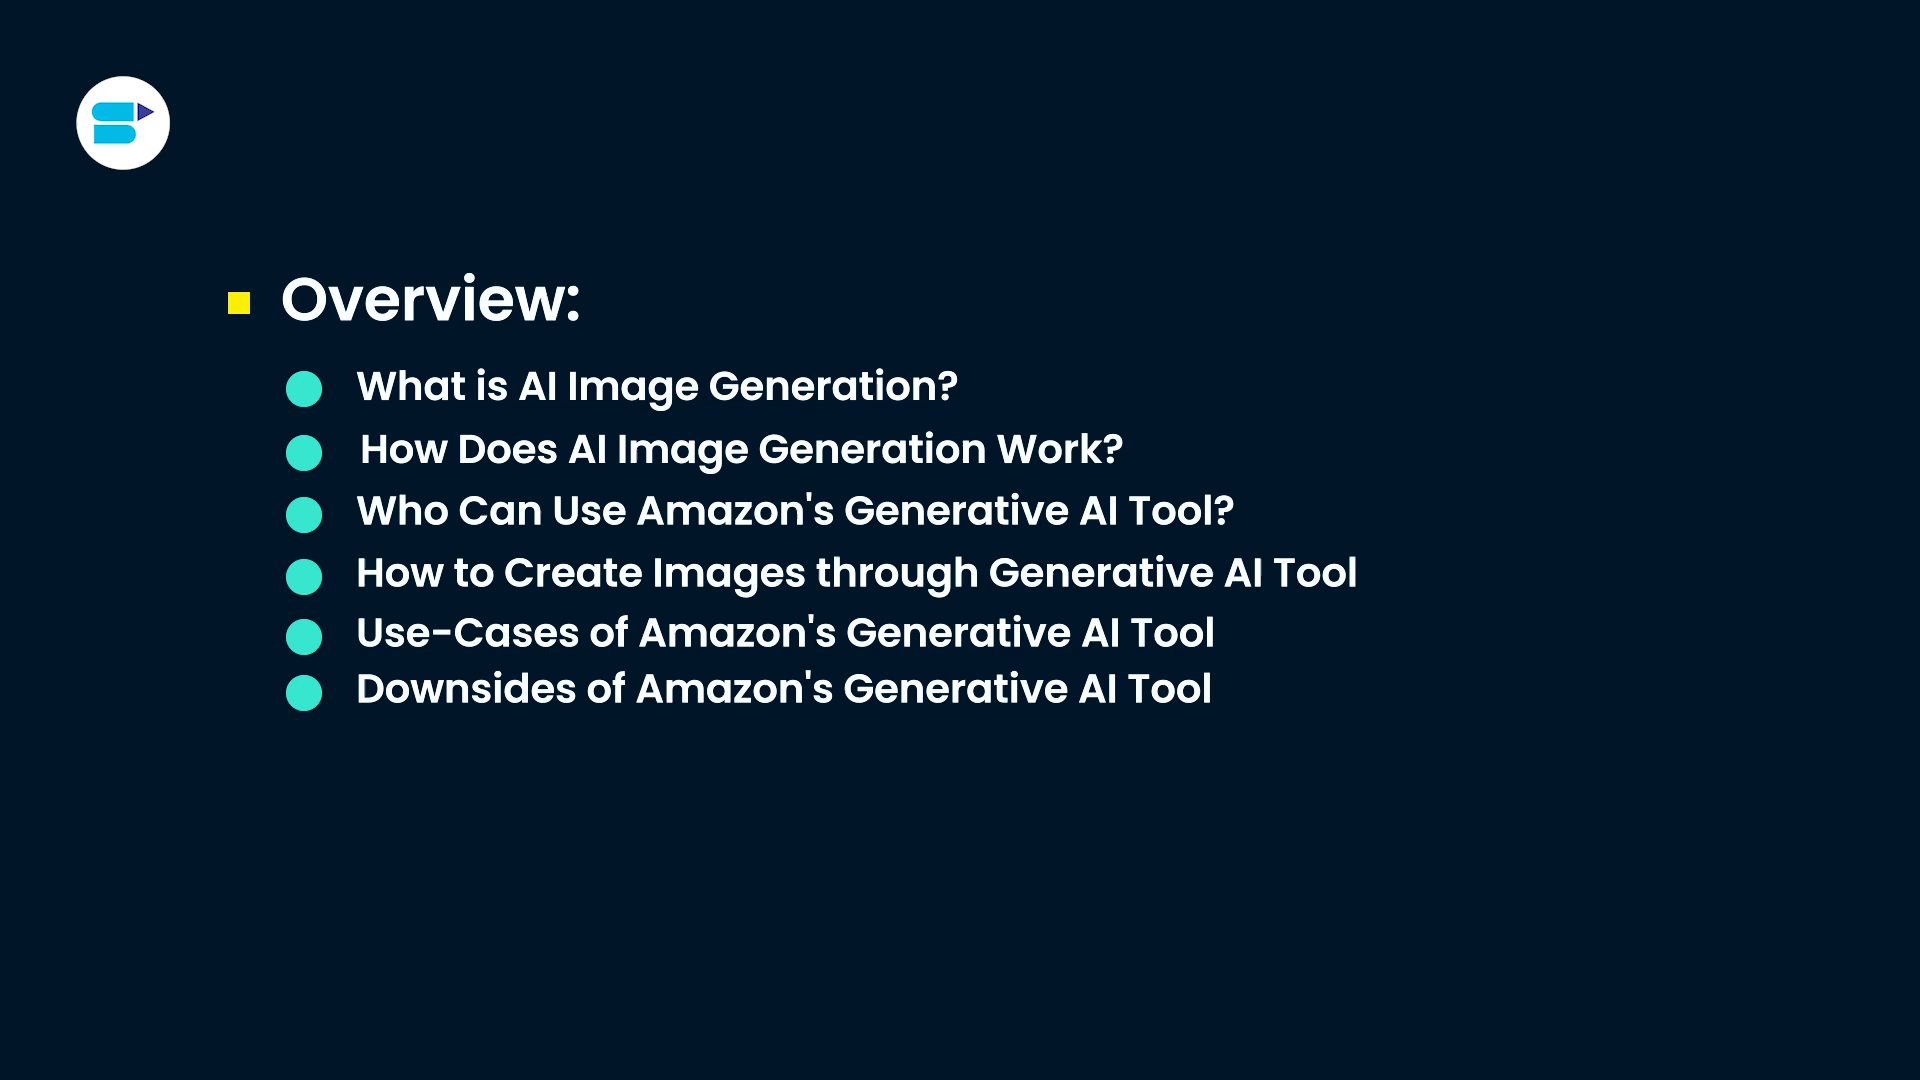 Overview:
What is AI Image Generation?
How Does AI Image Generation Work?
Who Can Use Amazon's Generative AI Tool?
How to Create Images through Generative AI Tool
Use-Cases of Amazon's Generative AI Tool
Downsides of Amazon's Generative AI Tool